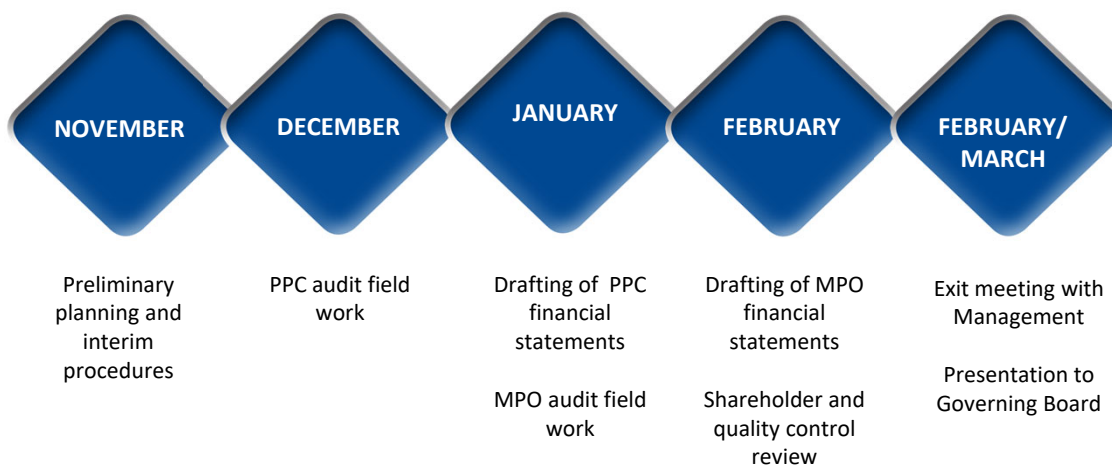 NOVEMBER
DECEMBER
JANUARY
FEBRUARY
FEBRUARY/
MARCH
Preliminary
planning and
interim
procedures
PPC audit field
work
Drafting of PPC
financial
statements
MPO audit field
work
Drafting of MPO
financial
statements
Shareholder and
quality control
review
Exit meeting with
Management
Presentation to
Governing Board